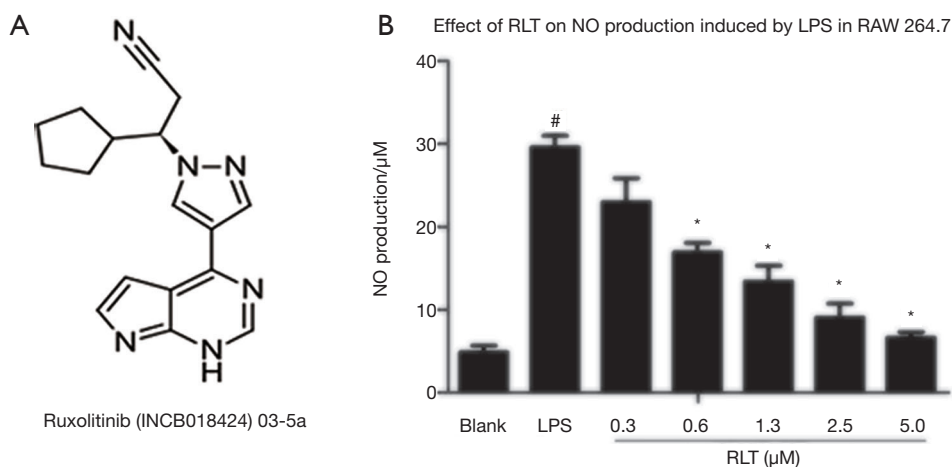 A
N
N
N
N
N
N
H
Ruxolitinib (INCB018424) 03-5a
B
Effect of RLT on NO production induced by LPS in RAW 264.7
NO production/µM
40
30
20
10
0
#
*
*
*
*
Blank LPS 0.3 0.6 1.3 2.5 5.0
RLT (µM)